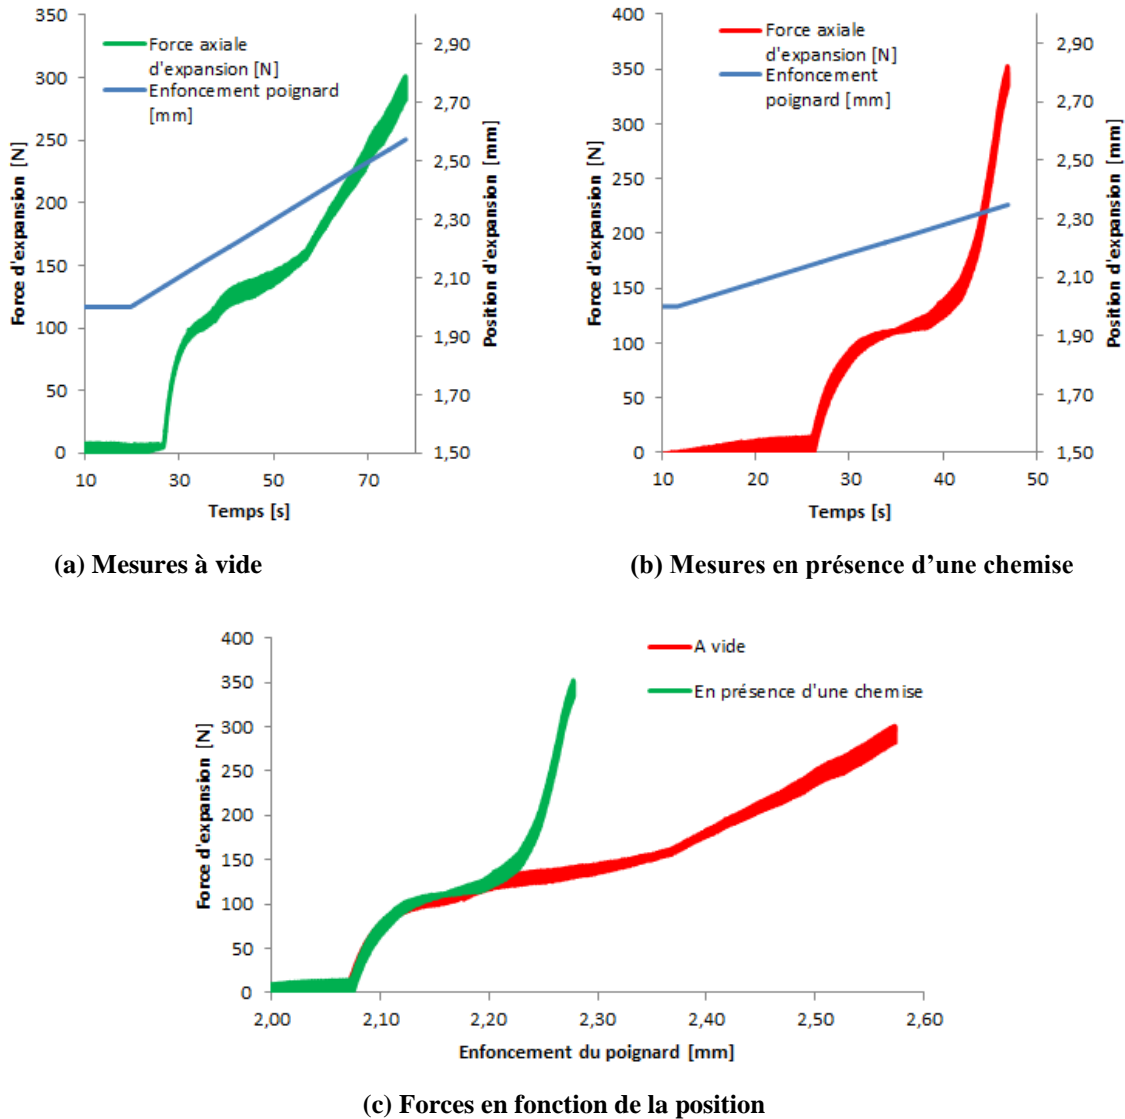 Force axiale
d'expansion [N]
Enfoncement poignard
[mm]
350
300
250
200
150
100
50
0
Force d'expansion [N]
2,90
2,70
2,50
2,30
2,10
1,90
1,70
1,50
Position d'expansion [mm]
10
30
50
70
Temps [s]
(a) Mesures à vide
Force axiale
d'expansion [N]
Enfoncement
poignard [mm]
400
350
300
250
200
150
100
50
0
Force d'expansion [N]
2,90
2,70
2,50
2,30
2,10
1,90
1,70
1,50
Position d'expansion [mm]
10
20
30
40
50
Temps [s]
(b) Mesures en présence d’une chemise
A vide
En présence d'une chemise
400
350
300
250
200
150
100
50
0
Force d'expansion [N]
2,00
2,10
2,20
2,30
2,40
2,50
2,60
Enfoncement du poignard [mm]
(c) Forces en fonction de la position